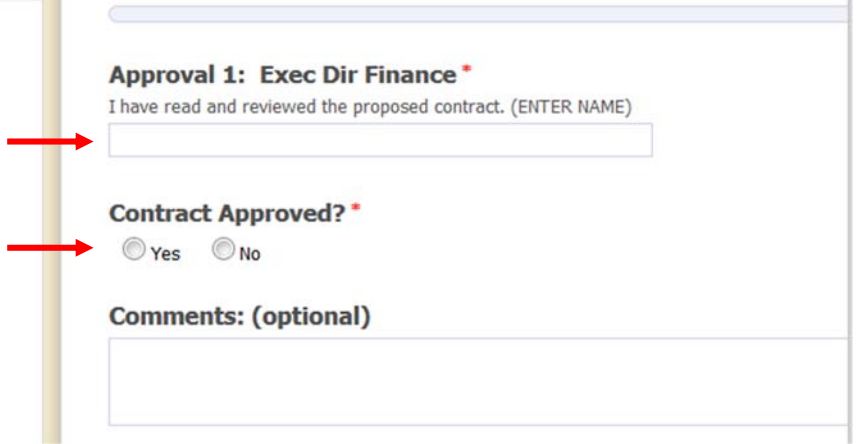 Approval 1: Exec Dir Finance *
I have read and reviewed the proposed contract. (ENTER NAME)
Contract Approved? *
Yes No
Comments: (optional)